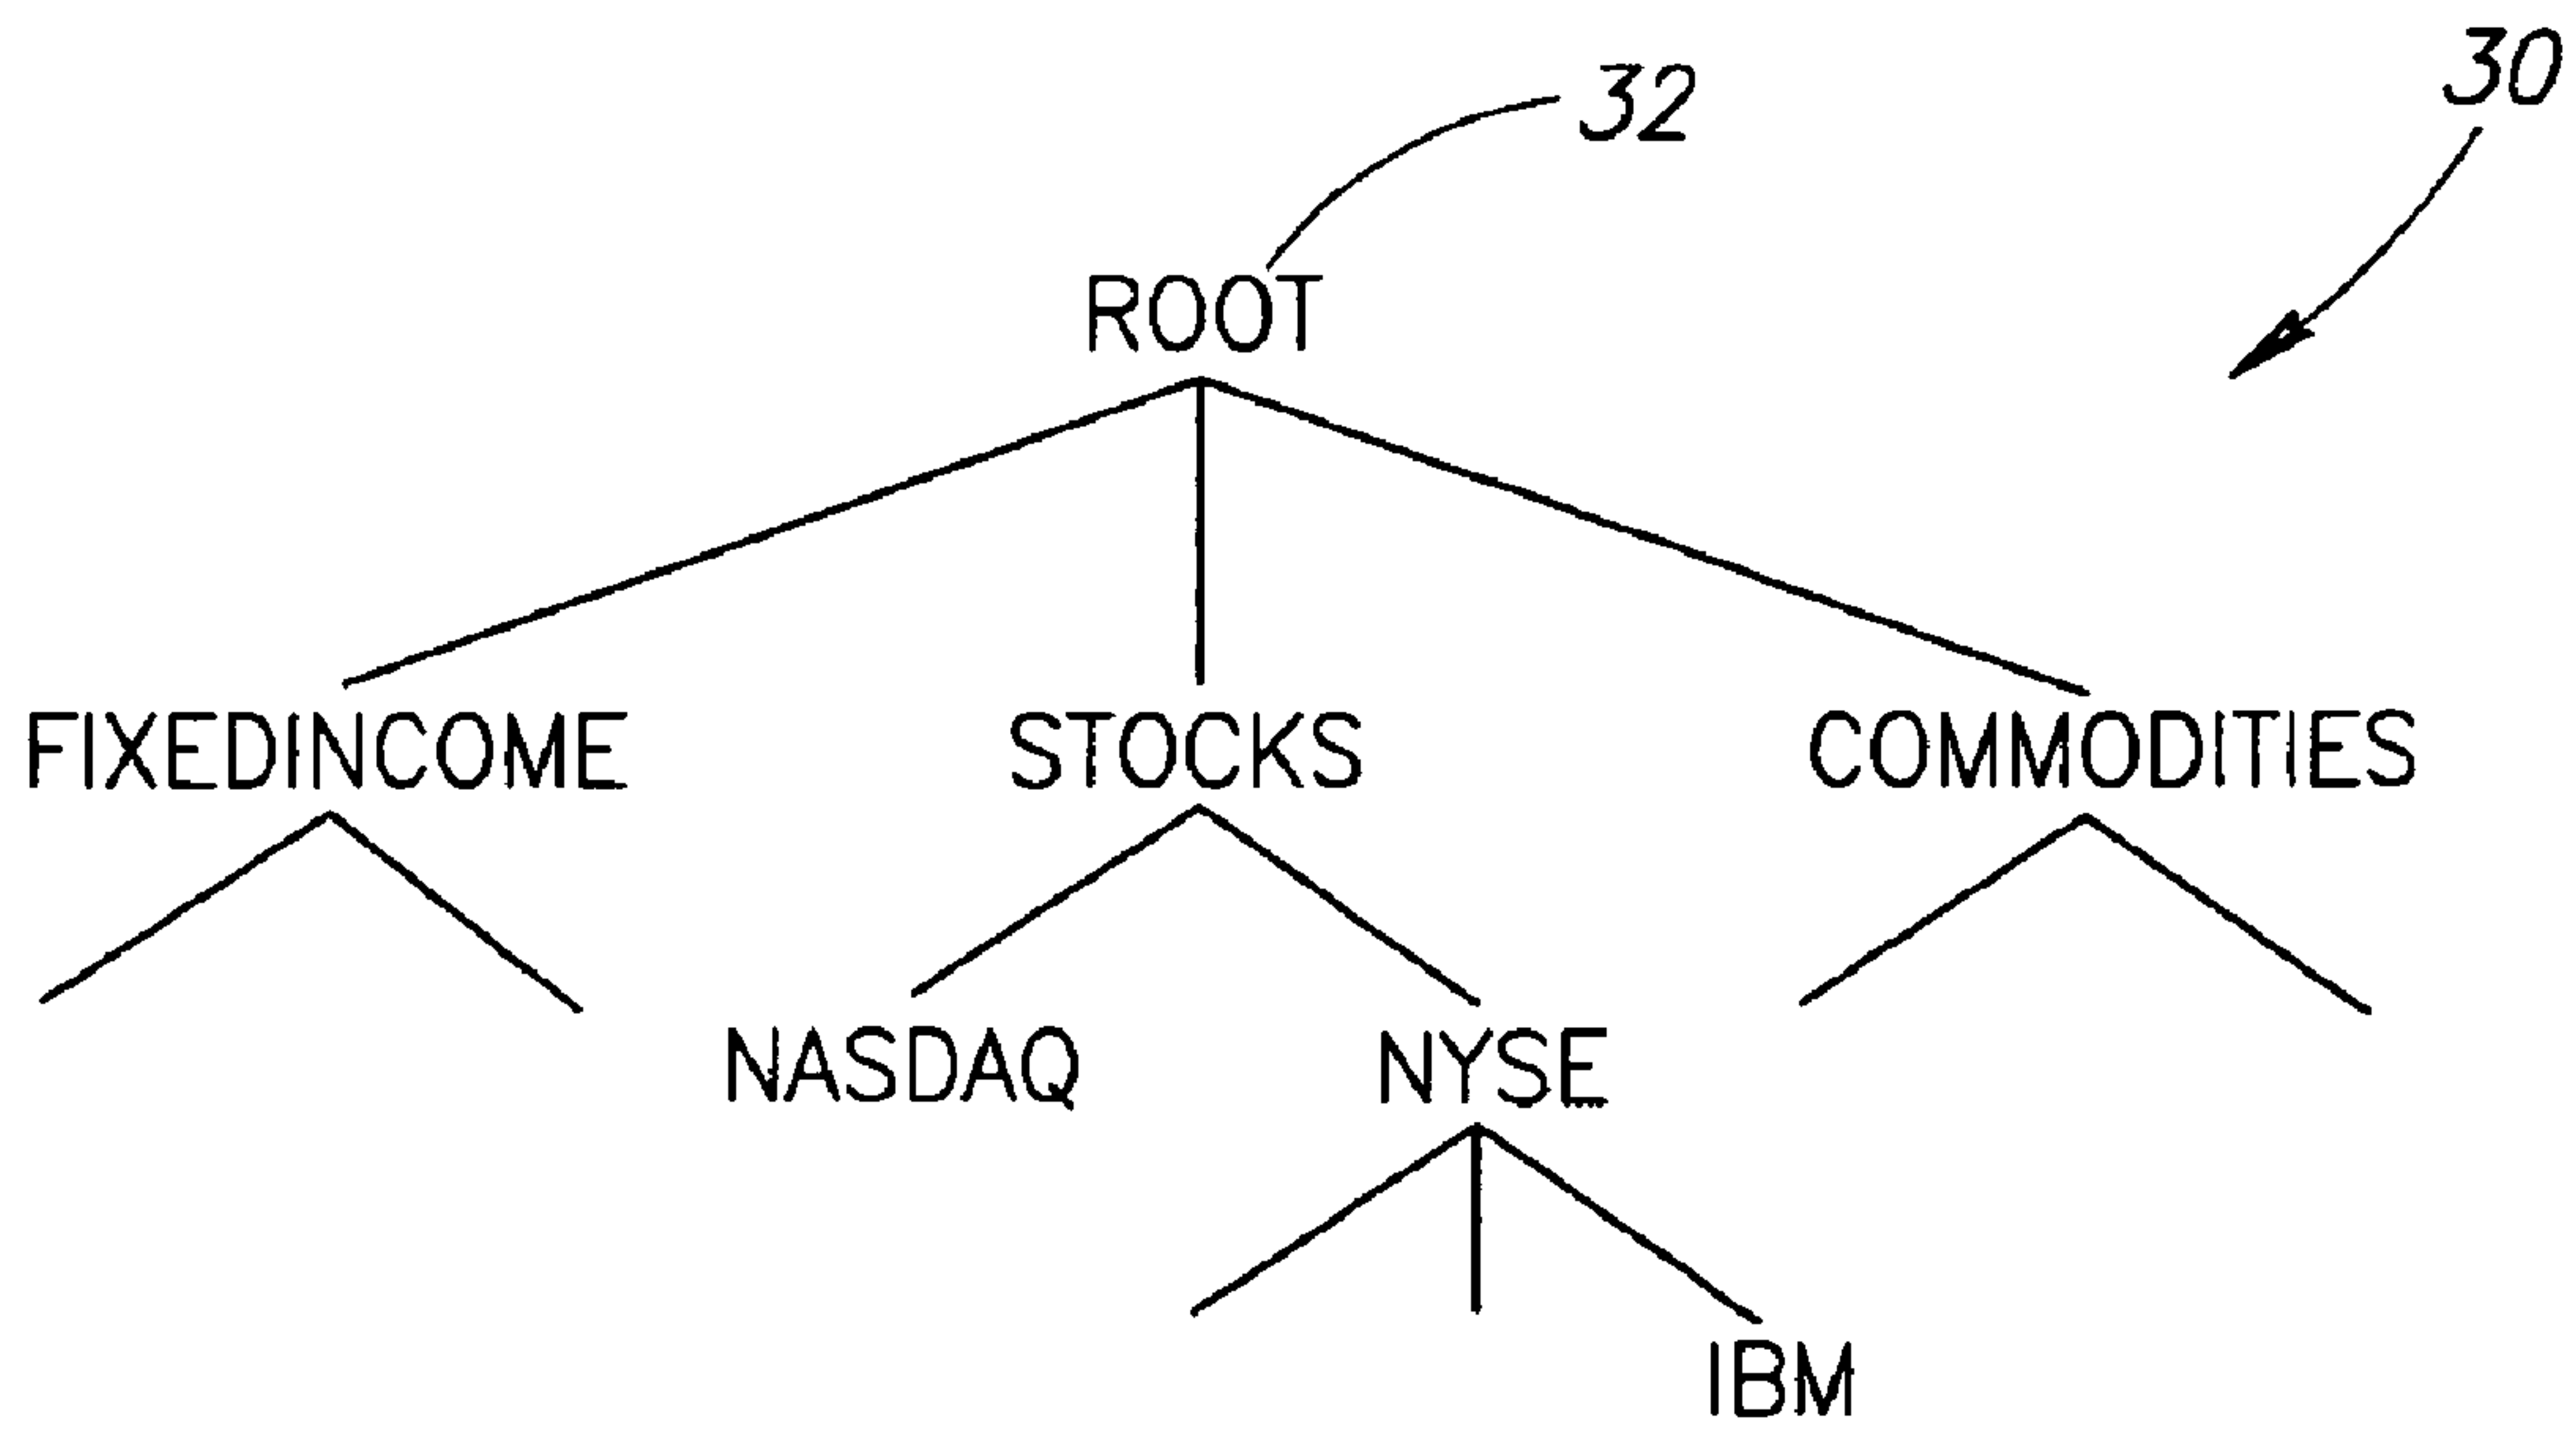 30
32
ROOT
FIXEDINCOME STOCKS COMMODITIES
NASDAQ NYSE
IBM